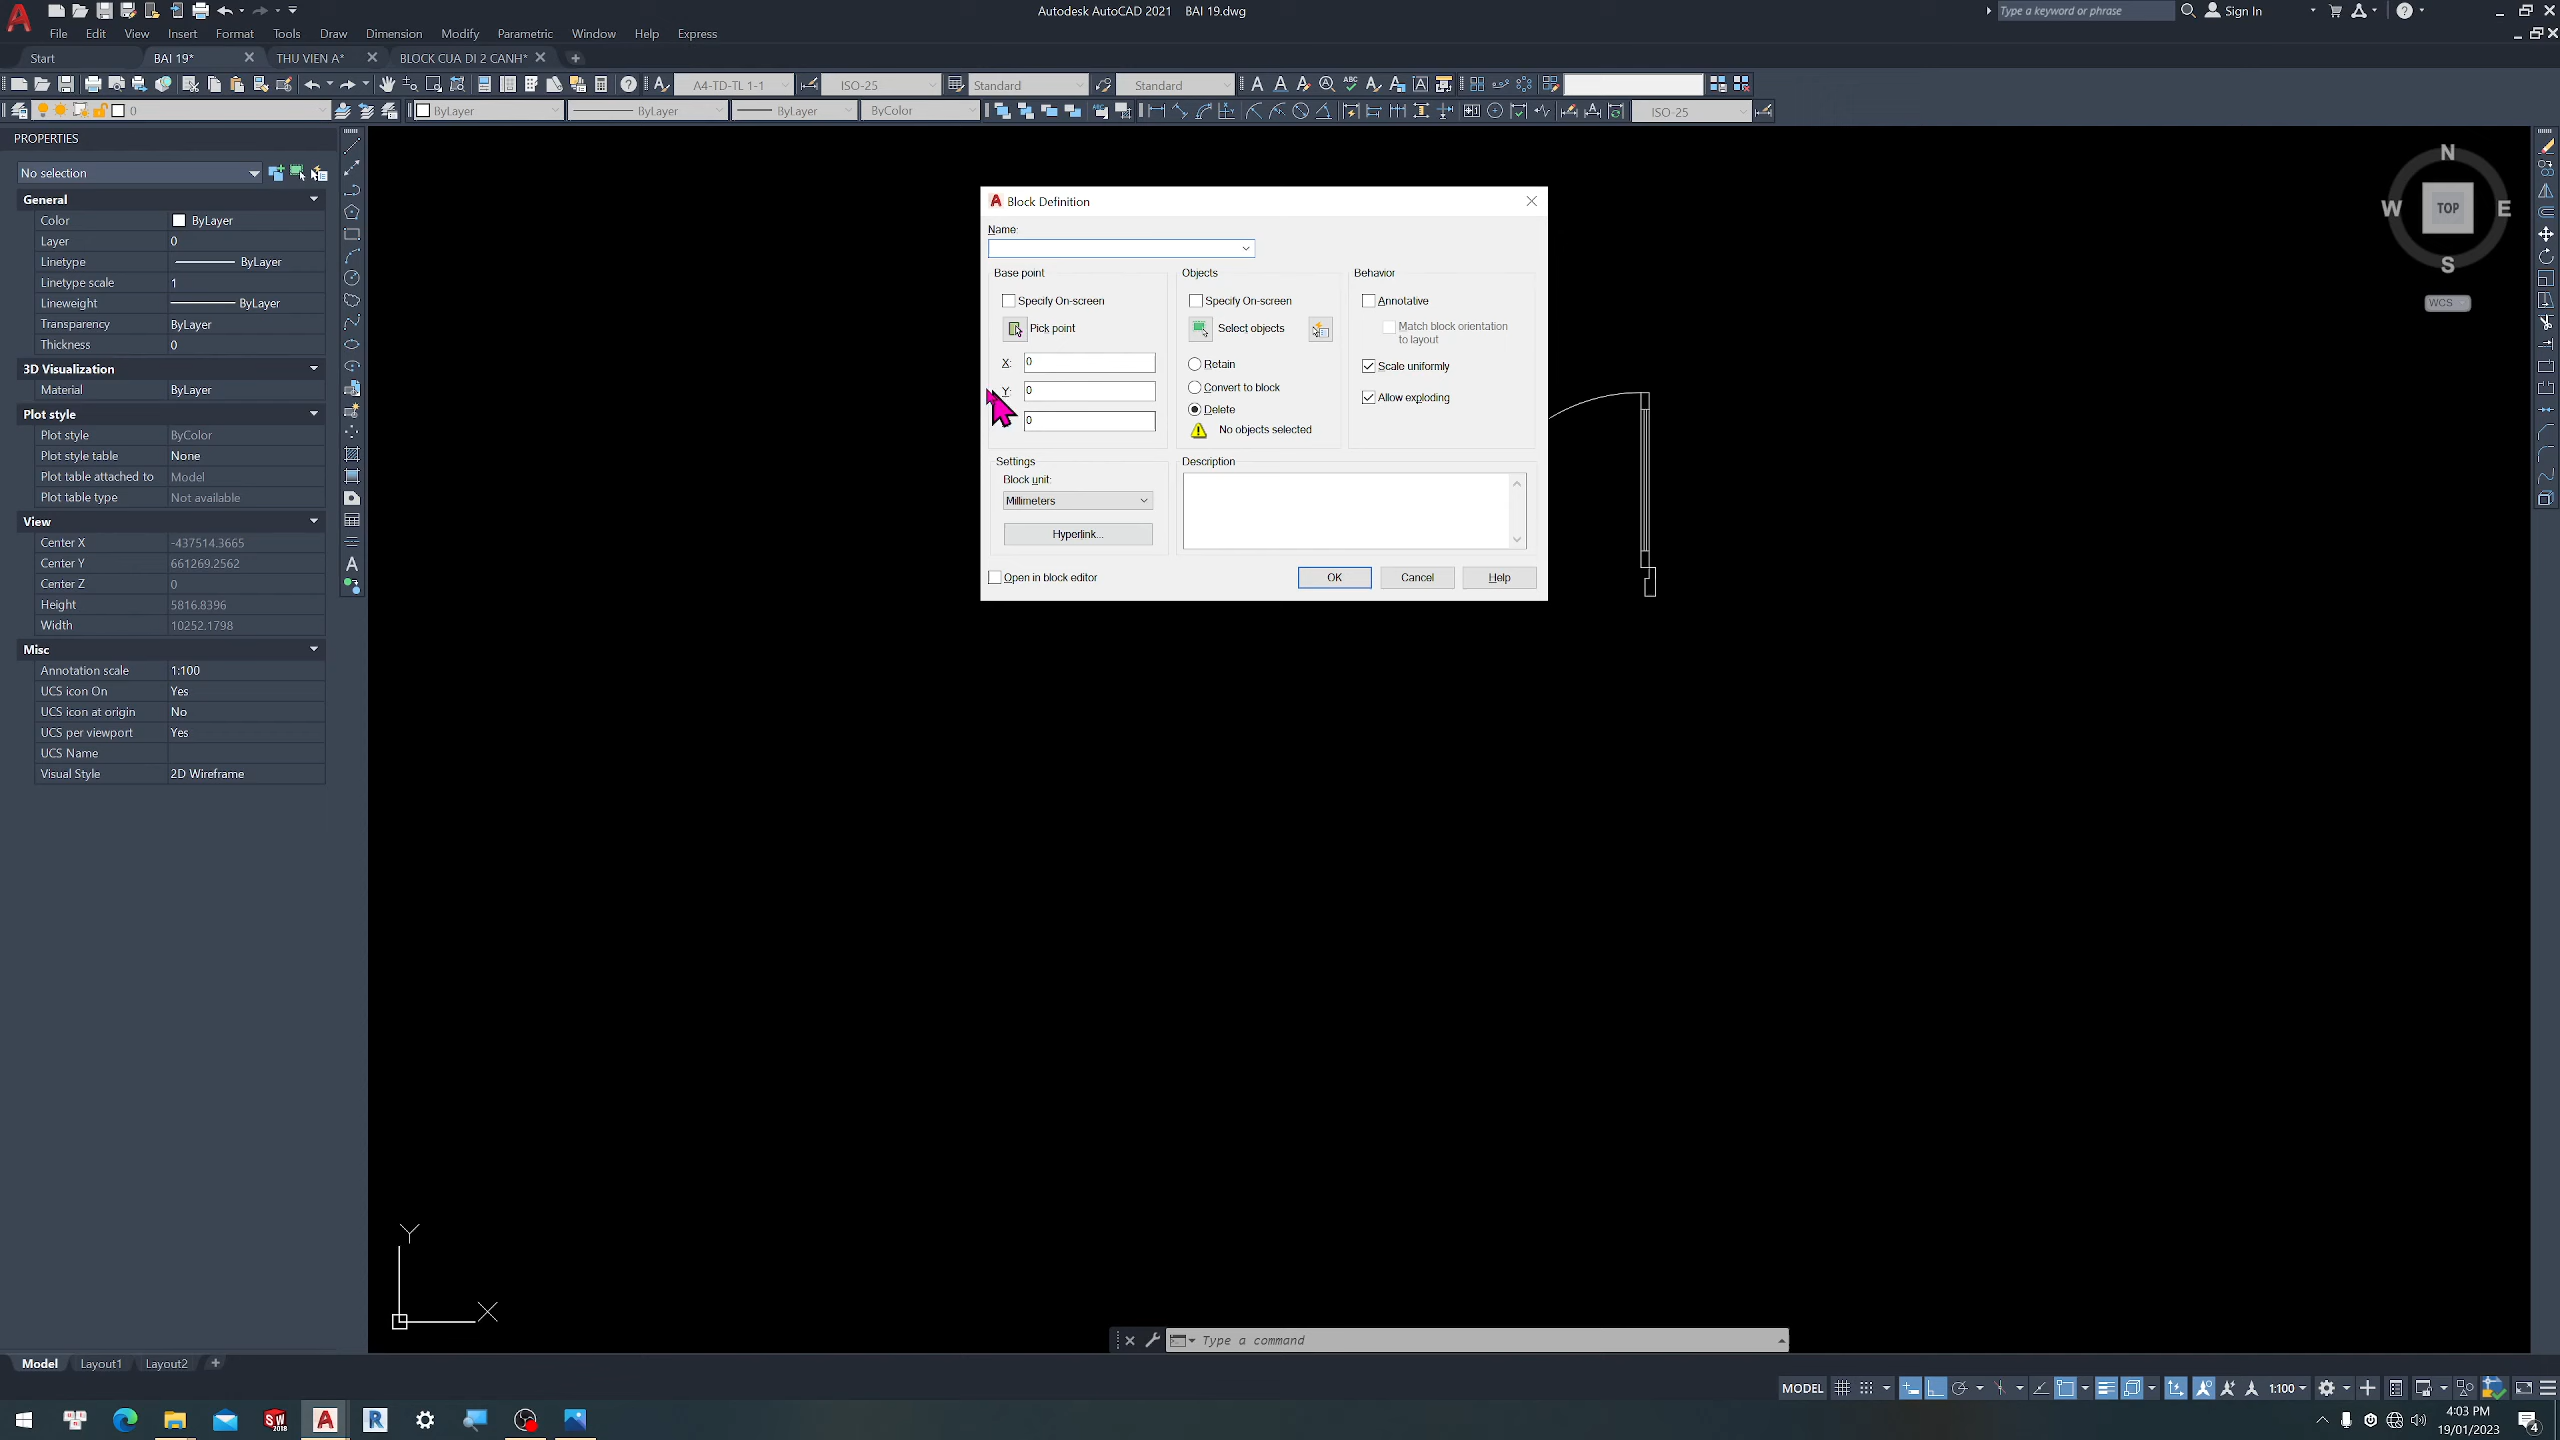 Autodesk AutoCAD 2021 BAI 19.dwg
Type a keyword or phrase
Sign In
File Edit View Insert Format Tools Draw Dimension Modify Parametric Window Help Express
Start BAI 19* THU VIEN A* BLOCK CUA DI 2 CANH*
A4-TD-TL 1-1 ISO-25 Standard Standard
0 ByLayer ByLayer ByLayer ByColor ISO-25
PROPERTIES
No selection
General
Color ByLayer
Layer 0
Linetype ByLayer
Linetype scale 1
Lineweight ByLayer
Transparency ByLayer
Thickness 0
3D Visualization
Material ByLayer
Plot style
Plot style ByColor
Plot style table None
Plot table attached to Model
Plot table type Not available
View
Center X -437514.3665
Center Y 661269.2562
Center Z 0
Height 5816.8396
Width 10252.1798
Misc
Annotation scale 1:100
UCS icon On Yes
UCS icon at origin No
UCS per viewport Yes
UCS Name
Visual Style 2D Wireframe
Block Definition
Name:
Base point
Specify On-screen
Pick point
X: 0
Y: 0
0
Objects
Specify On-screen
Select objects
Retain
Convert to block
Delete
No objects selected
Behavior
Annotative
Match block orientation
to layout
Scale uniformly
Allow exploding
Settings
Block unit:
Millimeters
Hyperlink...
Description
Open in block editor
OK Cancel Help
N
W TOP E
S
WCS
Y
X
Type a command
Model Layout1 Layout2
MODEL 1:100
SW
2018
A
R
4:03 PM
19/01/2023
4